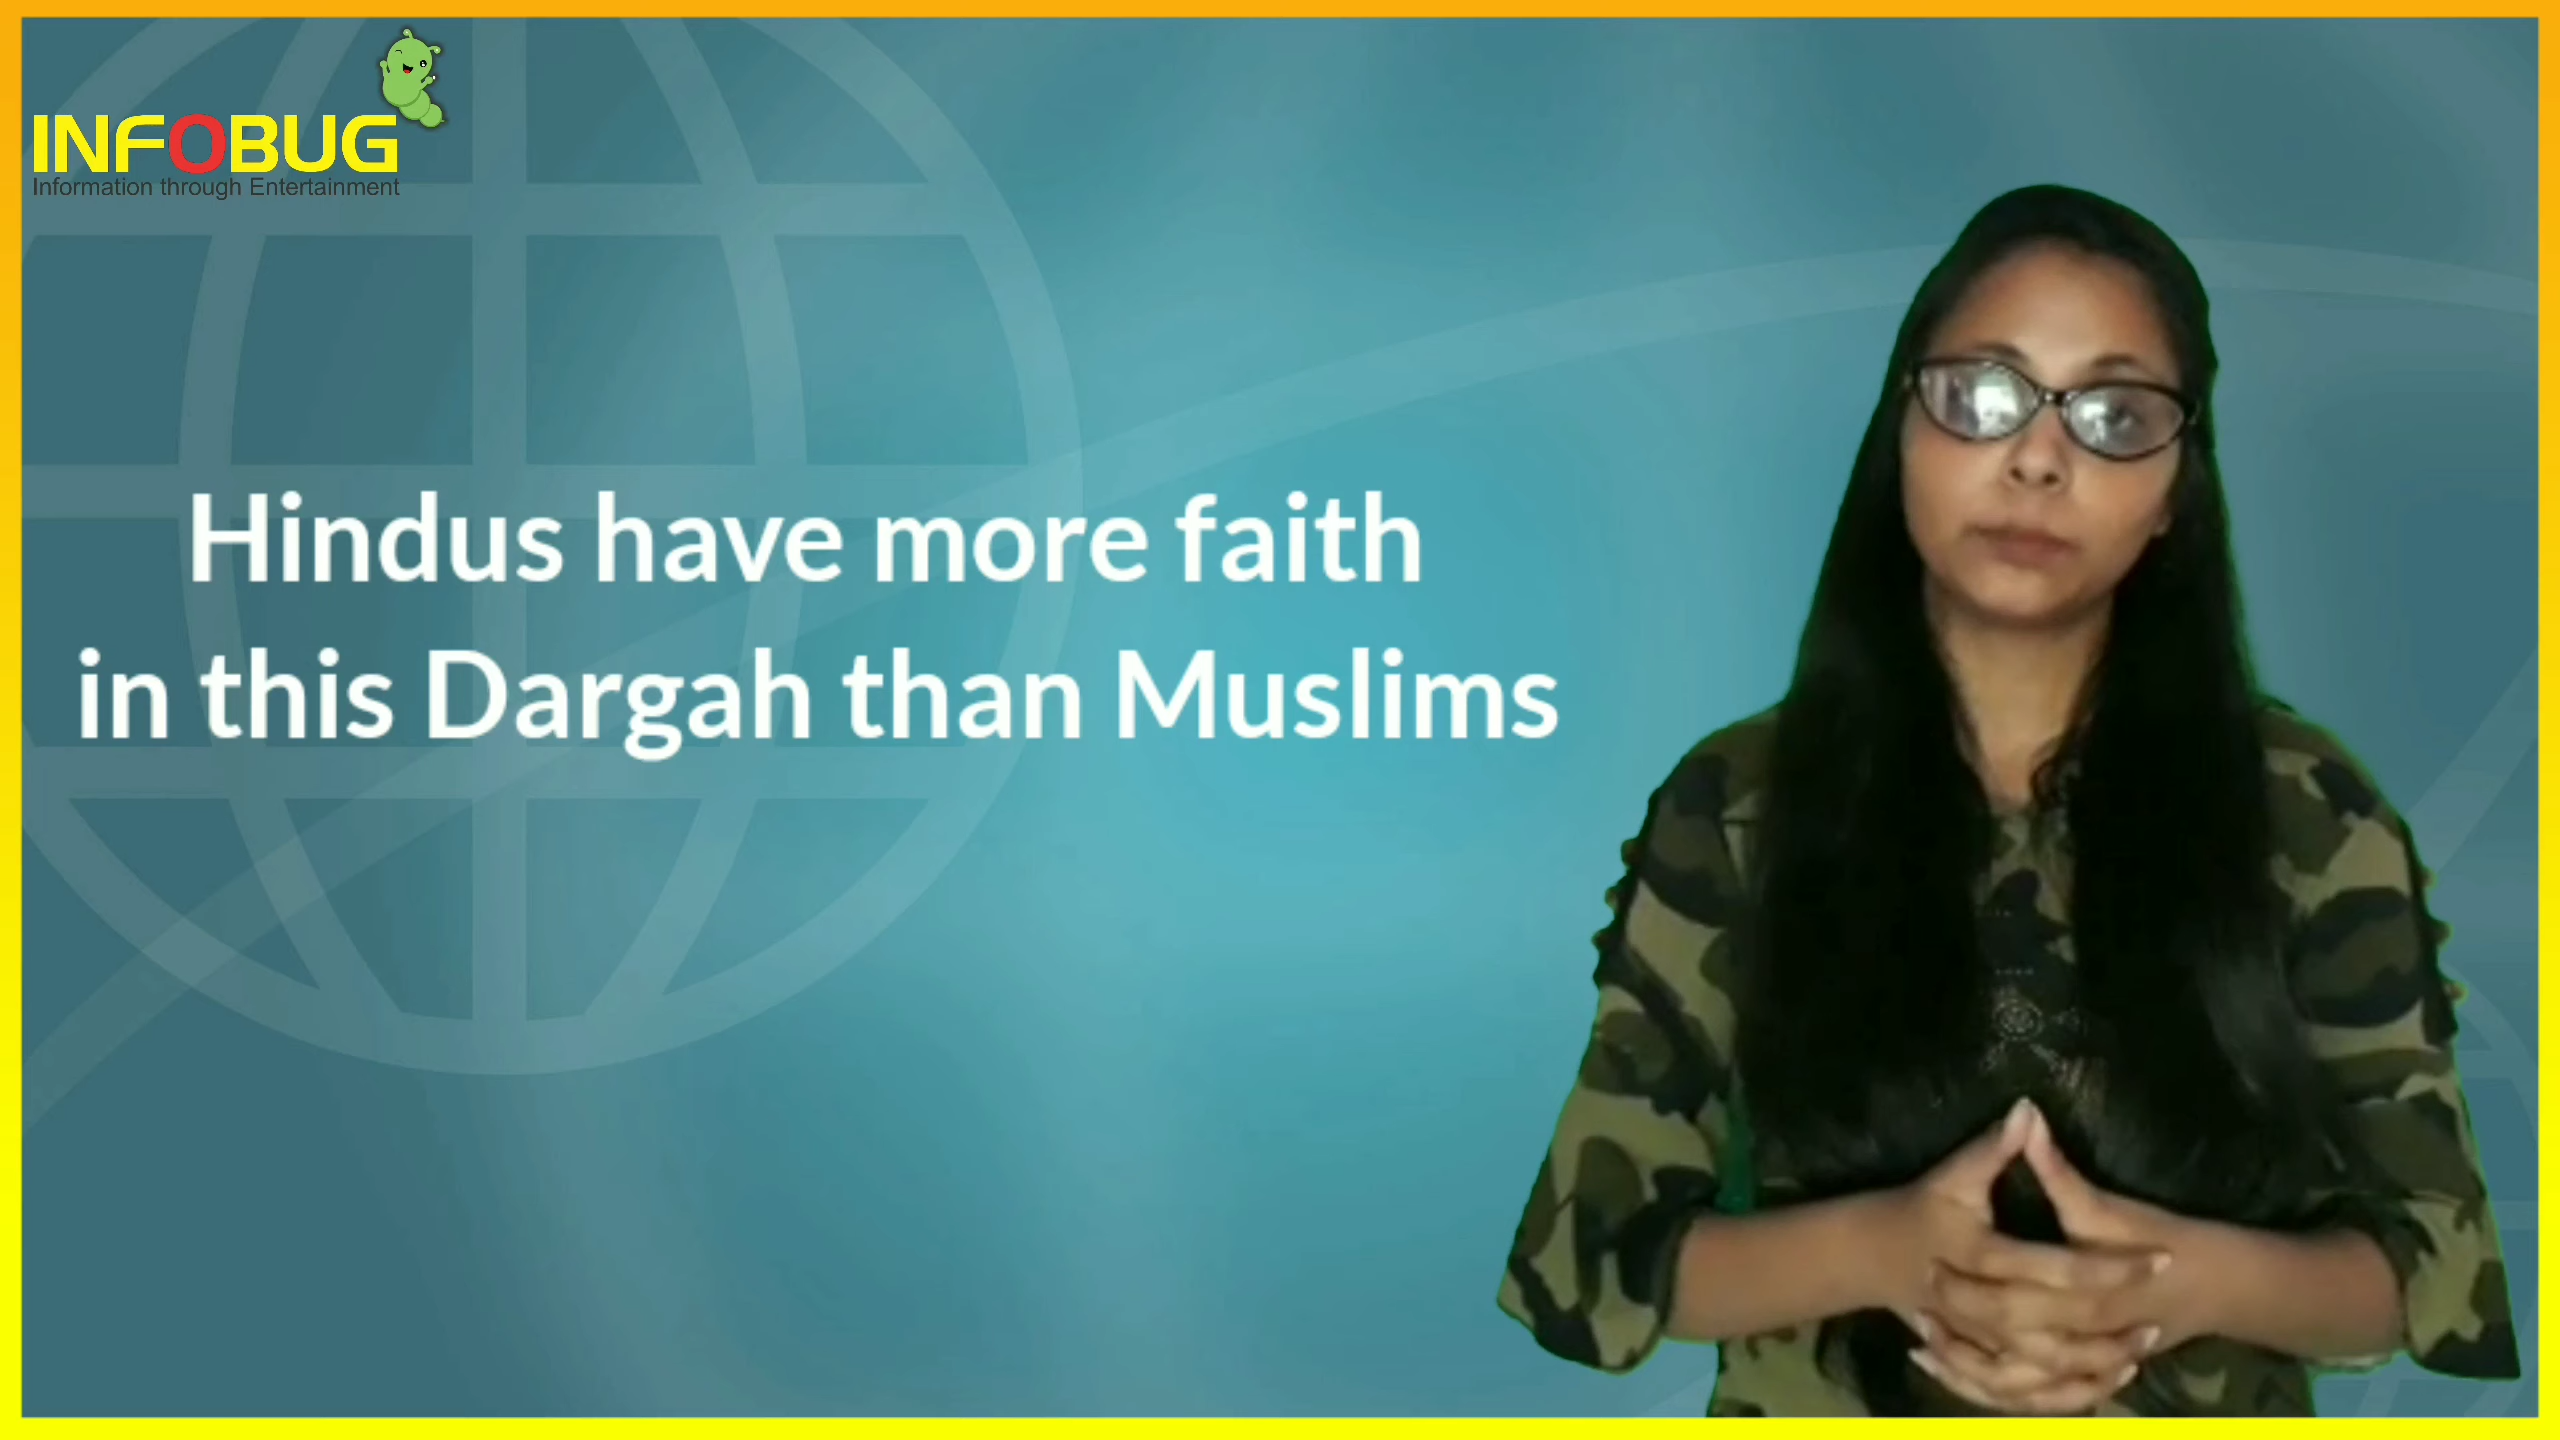 INFOBUG
Information through Entertainment
Hindus have more faith
in this Dargah than Muslims